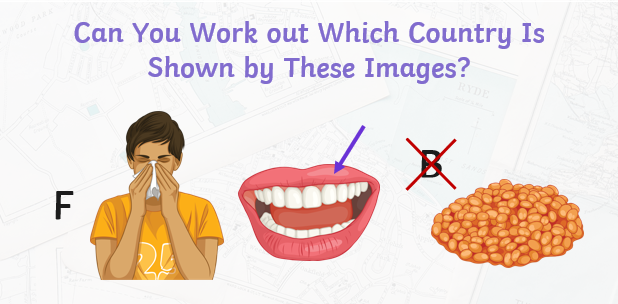 Can You Work out Which Country Is
Shown by These Images?
B
F